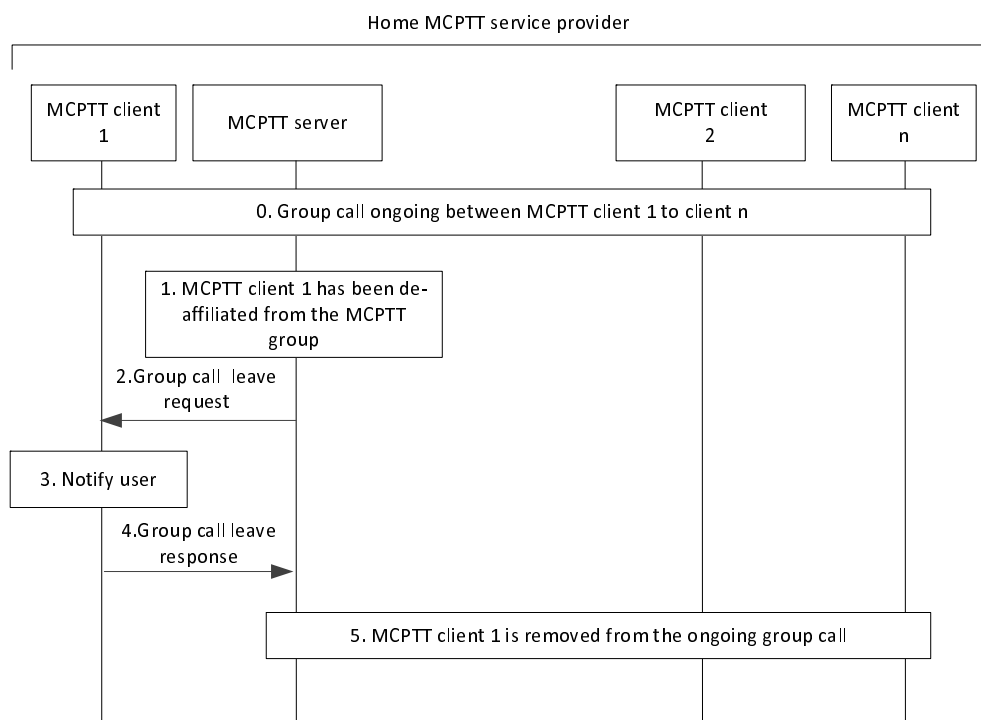 Home MCPTT service provider
MCPTT client
1
MCPTT server
MCPTT client
2
MCPTT client
n
0. Group call ongoing between MCPTT client 1 to client n
1. MCPTT client 1 has been de-
affiliated from the MCPTT
group
2.Group call leave
request
3. Notify user
4.Group call leave
response
5. MCPTT client 1 is removed from the ongoing group call